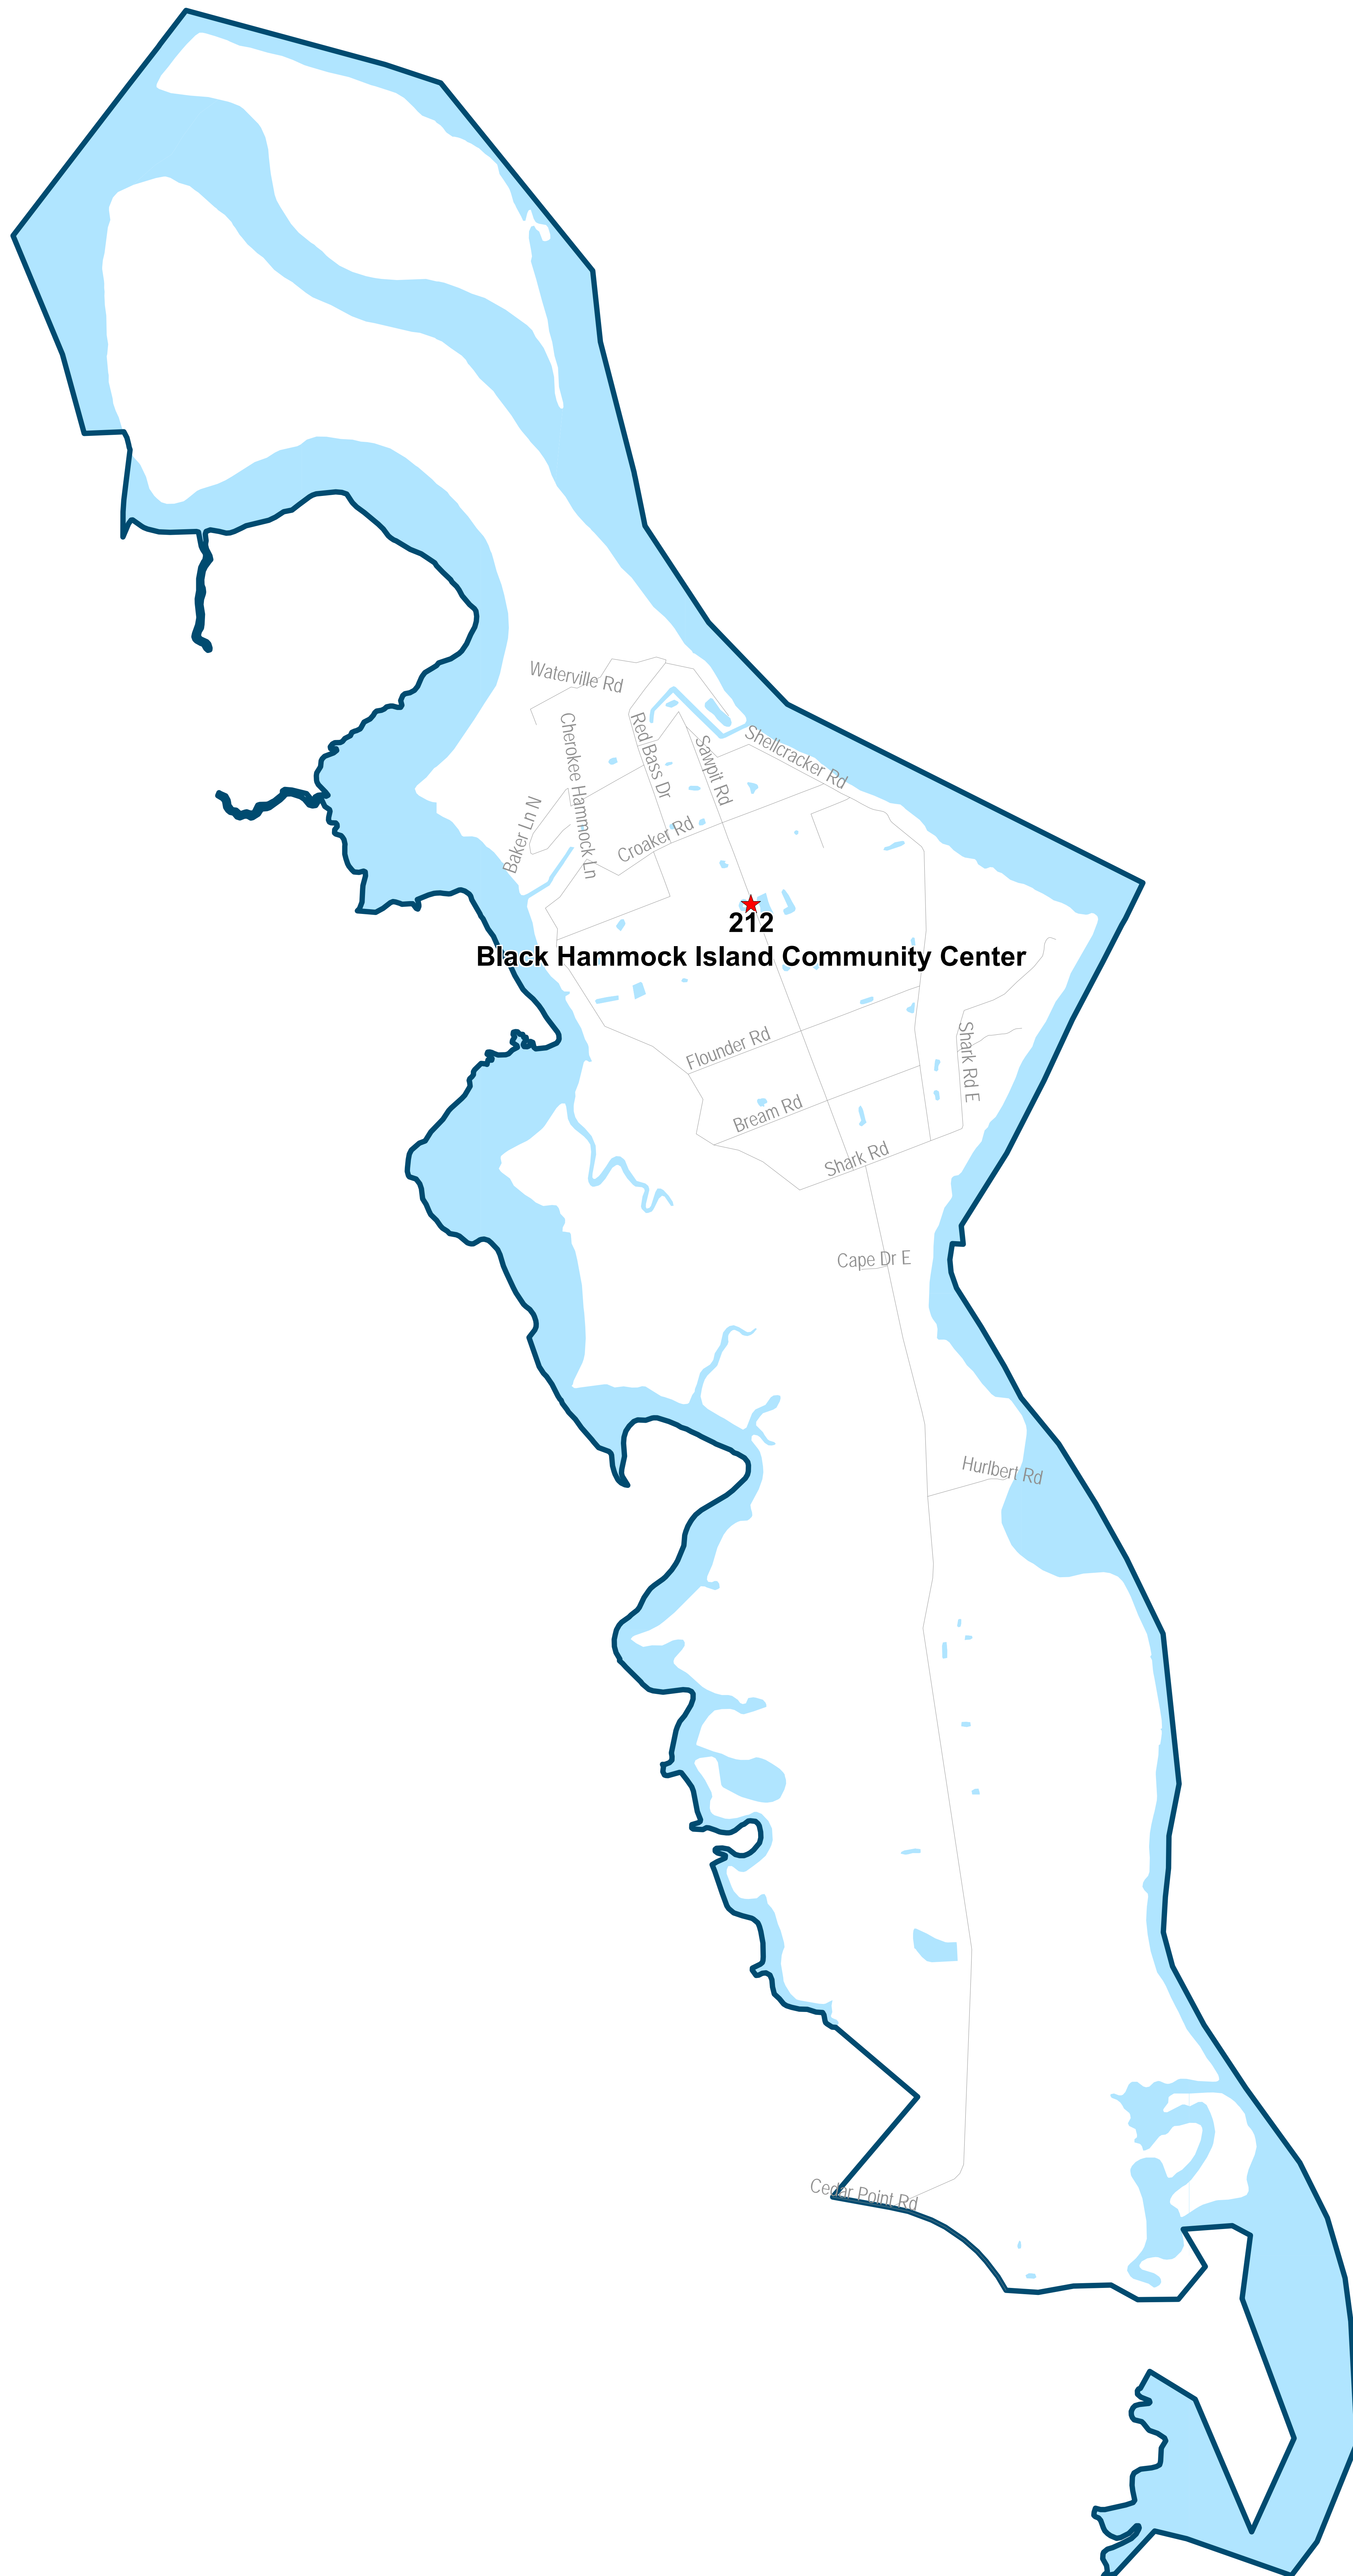 Waterville Rd
Cherokee Hammock Ln
Red Bass Dr
Sawpit Rd
Shellcracker Rd
Baker Ln N
Croaker Rd
212
Black Hammock Island Community Center
Flounder Rd
Shark Rd E
Bream Rd
Shark Rd
Cape Dr E
Hurlbert Rd
Cedar Point Rd